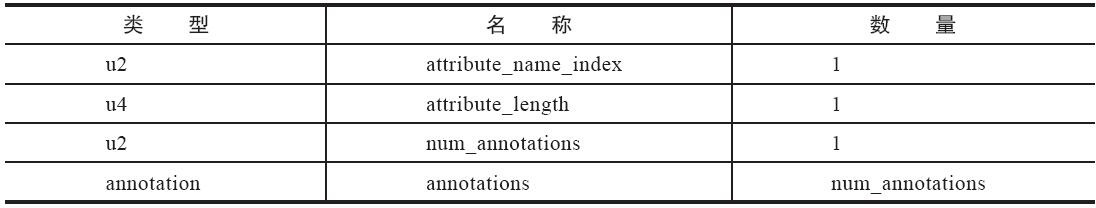 类 型 名 称 数 量
u2 attribute_name_index 1
u4 attribute_length 1
u2 num_annotations 1
annotation annotations num_annotations